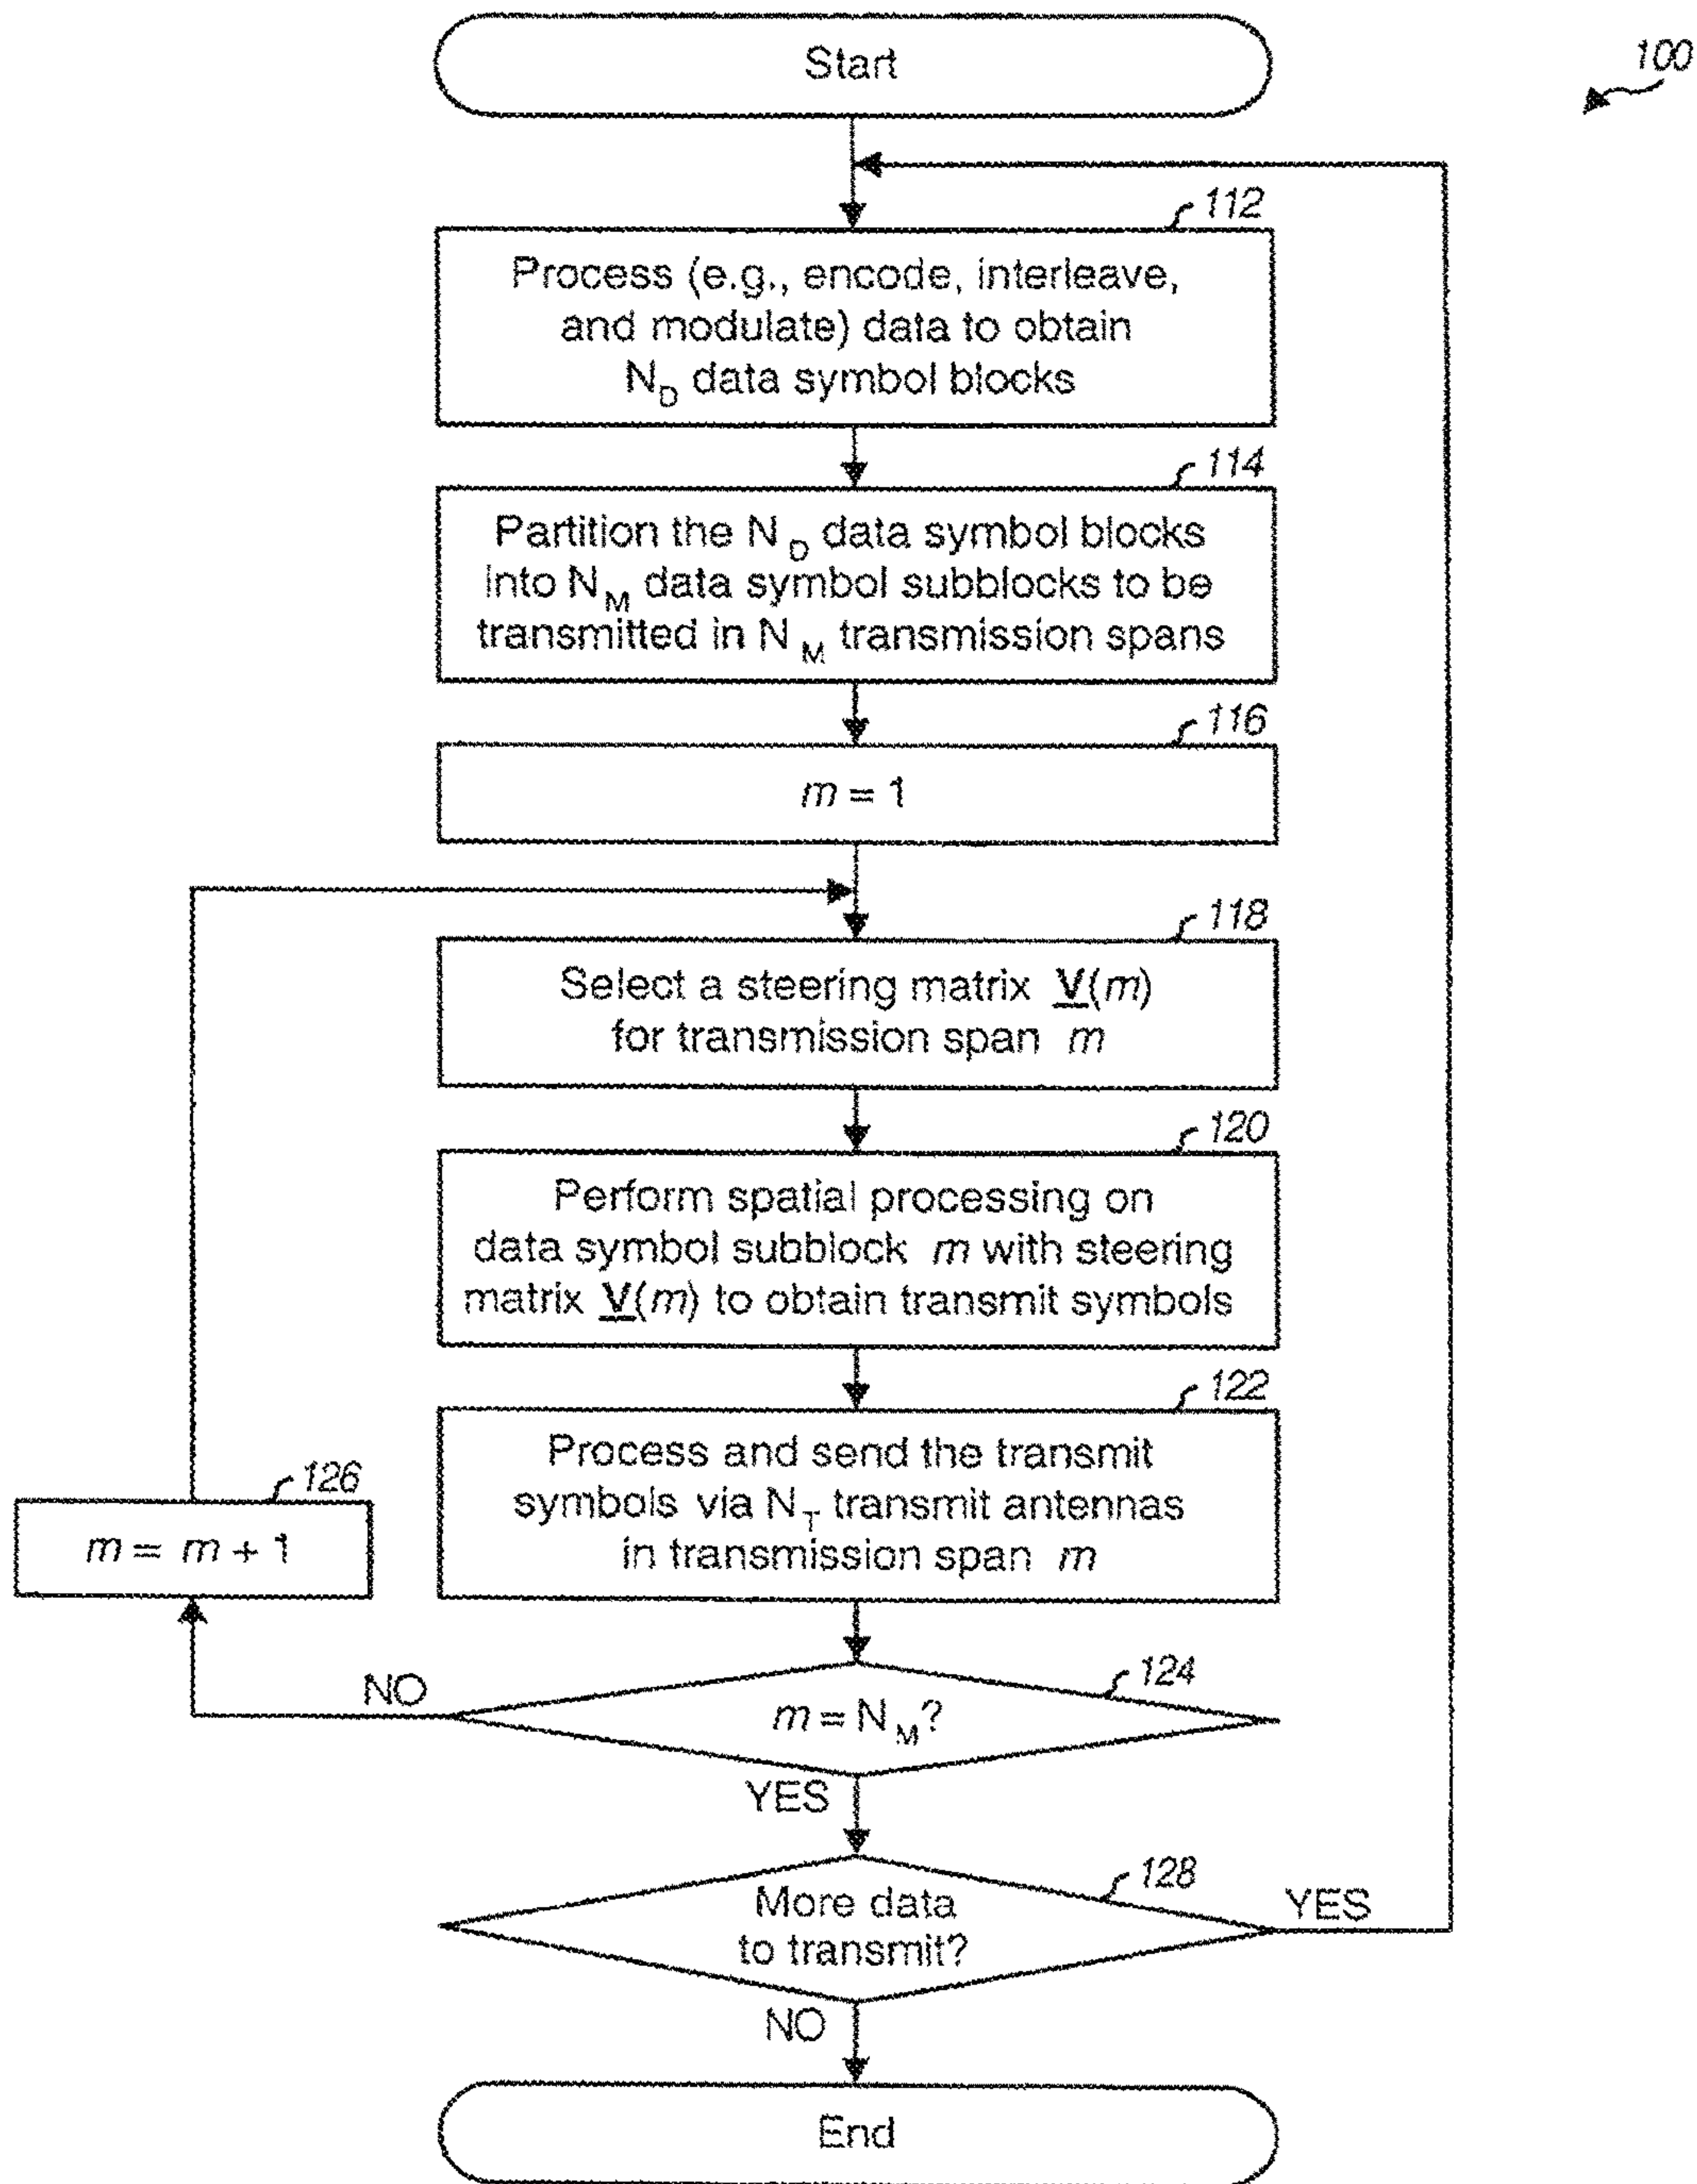 Start
100
112
Process (e.g., encode, interleave,
and modulate) data to obtain
N_D data symbol blocks
114
Partition the N_D data symbol blocks
into N_M data symbol subblocks to be
transmitted in N_M transmission spans
116
m = 1
118
Select a steering matrix V(m)
for transmission span m
120
Perform spatial processing on
data symbol subblock m with steering
matrix V(m) to obtain transmit symbols
122
Process and send the transmit
symbols via N_T transmit antennas
in transmission span m
126
m = m + 1
124
NO
m = N_M?
YES
128
More data
to transmit?
YES
NO
End